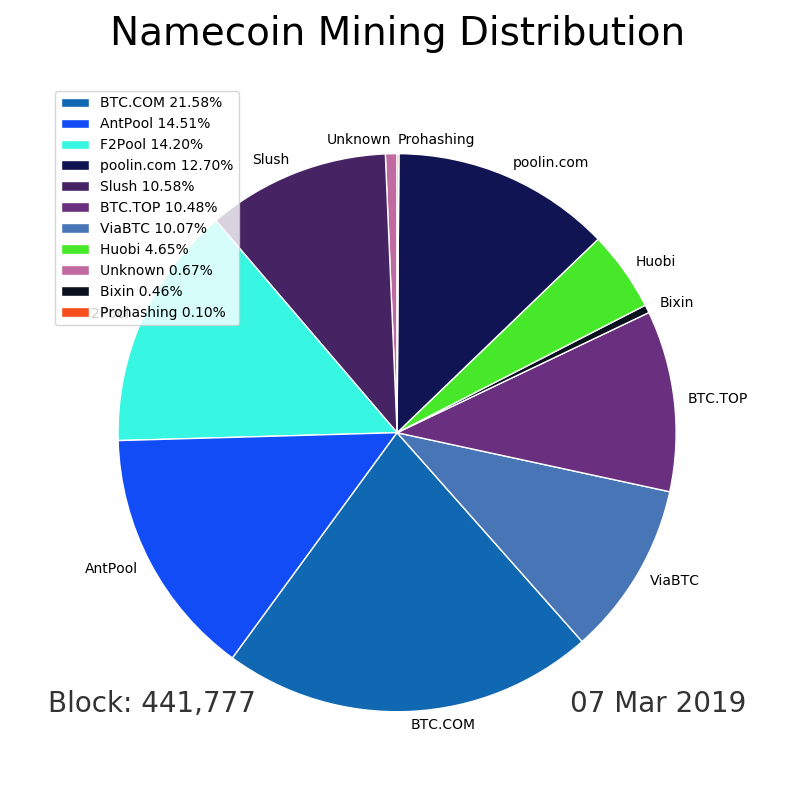 Namecoin Mining Distribution
BTC.COM 21.58%
AntPool 14.51%
F2Pool 14.20%
poolin.com 12.70%
Slush 10.58%
BTC.TOP 10.48%
ViaBTC 10.07%
Huobi 4.65%
Unknown 0.67%
Bixin 0.46%
Prohashing 0.10%
Unknown
Prohashing
Slush
poolin.com
Huobi
Bixin
BTC.TOP
AntPool
ViaBTC
BTC.COM
Block: 441,777
07 Mar 2019